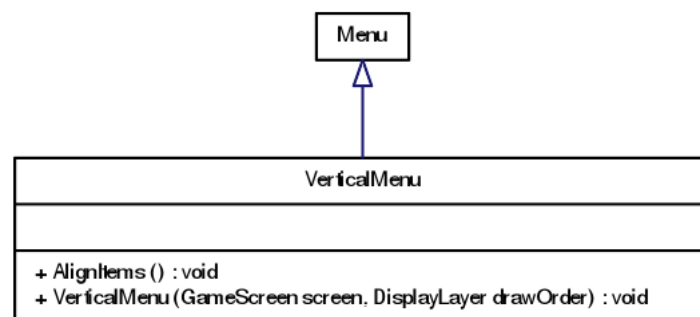 Menu
VerticalMenu
+ AlignItems () : void
+ VerticalMenu (GameScreen screen, DisplayLayer drawOrder) : void